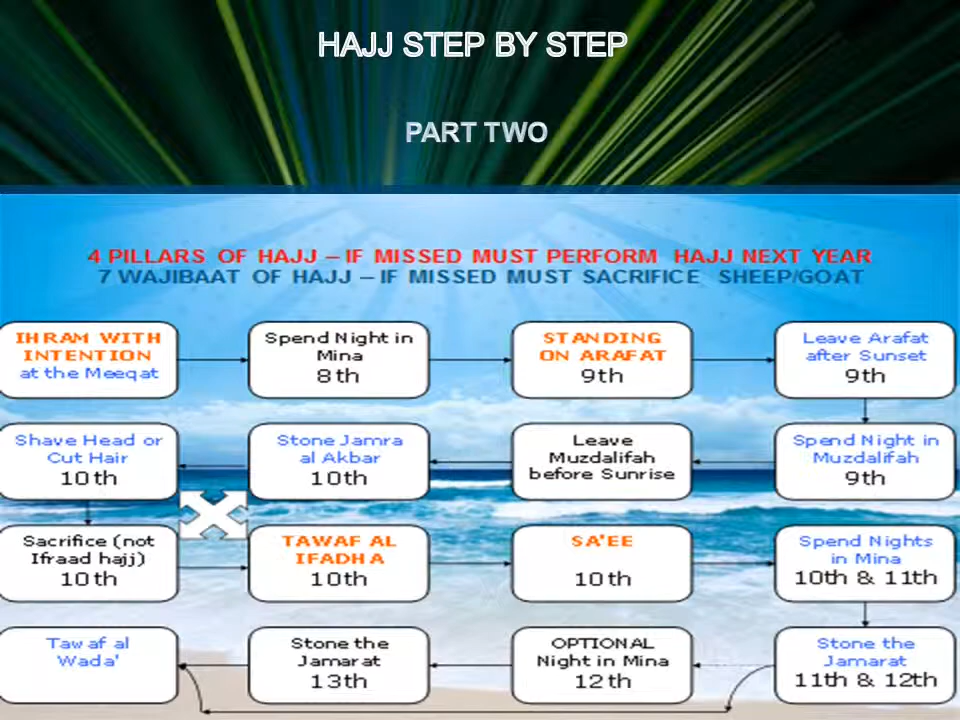 HAJJ STEP BY STEP
PART TWO
4 PILLARS OF HAJJ – IF MISSED MUST PERFORM HAJJ NEXT YEAR
7 WAJIBAAT OF HAJJ – IF MISSED MUST SACRIFICE SHEEP/GOAT
IHRAM WITH
INTENTION
at the Meeqat
Spend Night in
Mina
8th
STANDING
ON ARAFAT
9th
Leave Arafat
after Sunset
9th
Shave Head or
Cut Hair
10th
Stone Jamra
al Akbar
10th
Leave
Muzdalifah
before Sunrise
Spend Night in
Muzdalifah
9th
Sacrifice (not
Ifraad hajj)
10th
TAWAF AL
IFADHA
10th
SA'EE
10th
Spend Nights
in Mina
10th & 11th
Tawaf al
Wada'
Stone the
Jamarat
13th
OPTIONAL
Night in Mina
12th
Stone the
Jamarat
11th & 12th